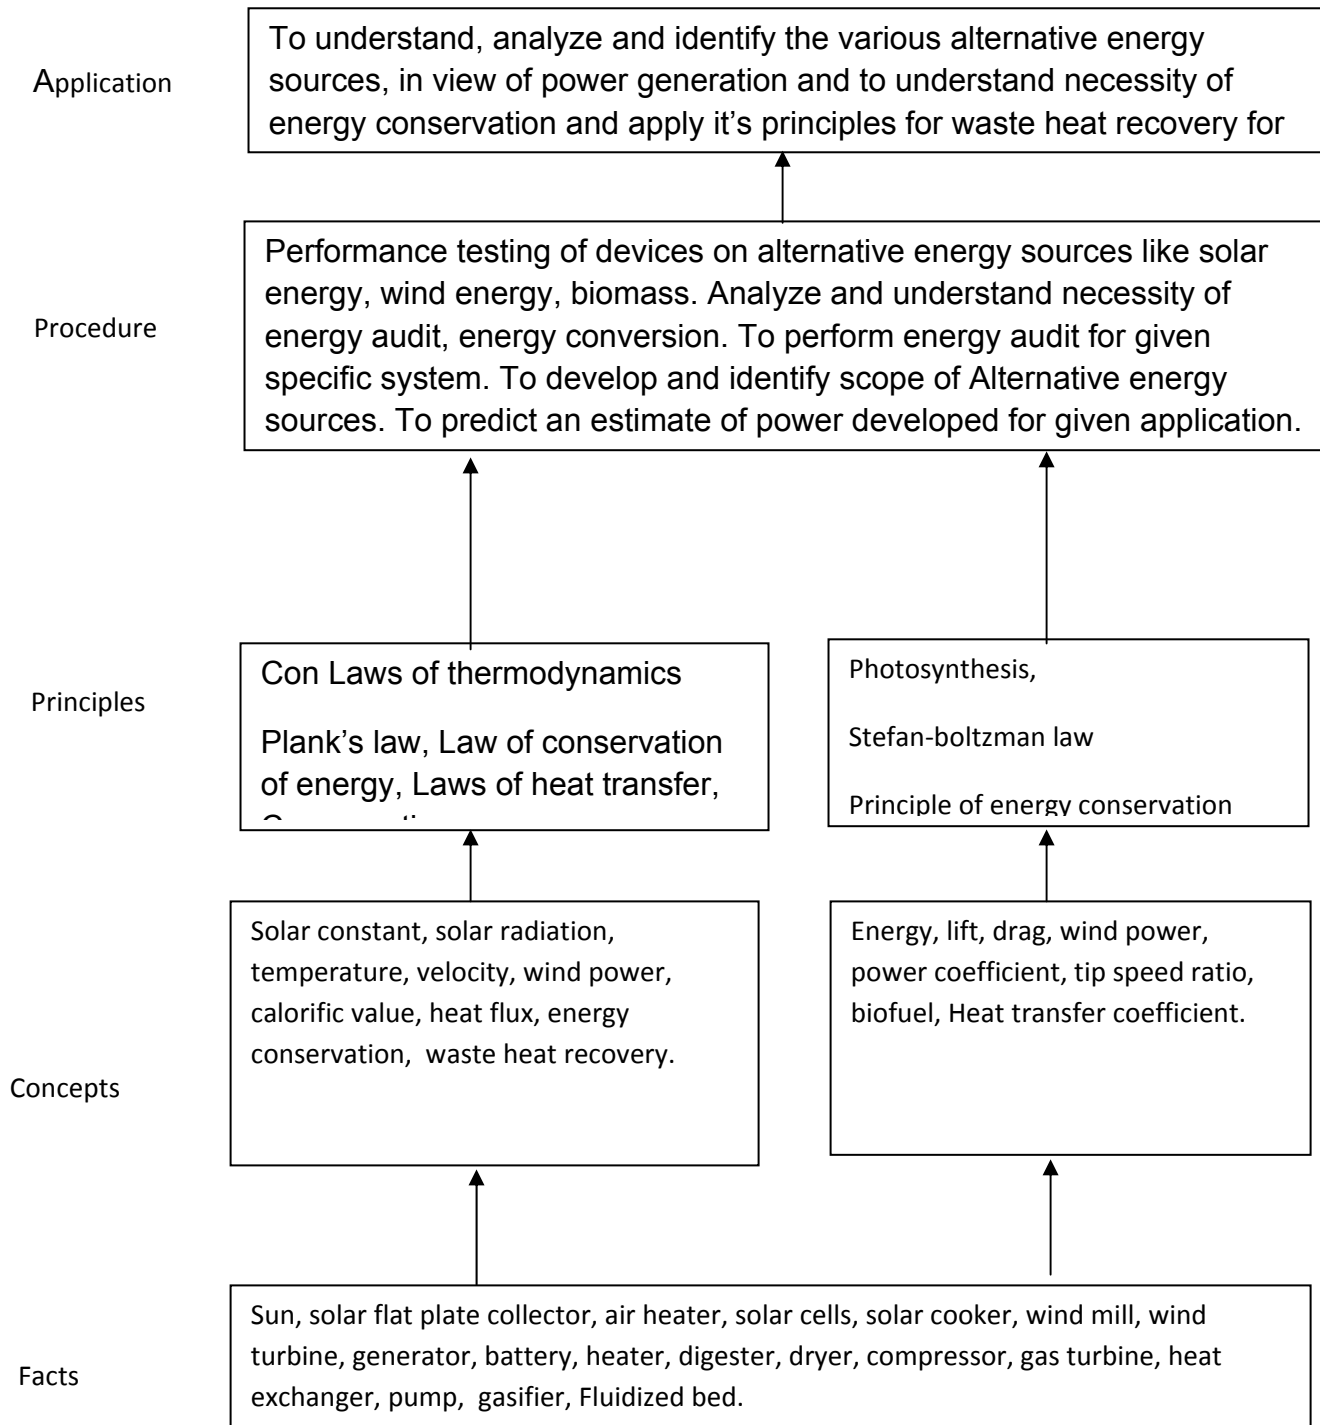 Application
To understand, analyze and identify the various alternative energy
sources, in view of power generation and to understand necessity of
energy conservation and apply it’s principles for waste heat recovery for
Procedure
Performance testing of devices on alternative energy sources like solar
energy, wind energy, biomass. Analyze and understand necessity of
energy audit, energy conversion. To perform energy audit for given
specific system. To develop and identify scope of Alternative energy
sources. To predict an estimate of power developed for given application.
Principles
Con Laws of thermodynamics
Plank’s law, Law of conservation
of energy, Laws of heat transfer,
Photosynthesis,
Stefan-boltzman law
Principle of energy conservation
Concepts
Solar constant, solar radiation,
temperature, velocity, wind power,
calorific value, heat flux, energy
conservation,  waste heat recovery.
Energy, lift, drag, wind power,
power coefficient, tip speed ratio,
biofuel, Heat transfer coefficient.
Facts
Sun, solar flat plate collector, air heater, solar cells, solar cooker, wind mill, wind
turbine, generator, battery, heater, digester, dryer, compressor, gas turbine, heat
exchanger, pump,  gasifier, Fluidized bed.